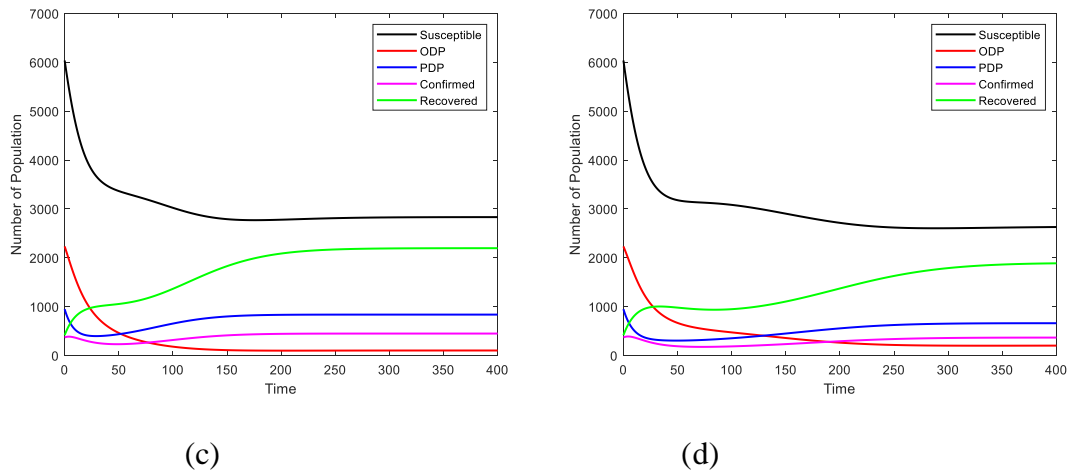 7000
6000
5000
4000
3000
2000
1000
0
Number of Population
0 50 100 150 200 250 300 350 400
Time
Susceptible
ODP
PDP
Confirmed
Recovered
(c)
7000
6000
5000
4000
3000
2000
1000
0
Number of Population
0 50 100 150 200 250 300 350 400
Time
Susceptible
ODP
PDP
Confirmed
Recovered
(d)